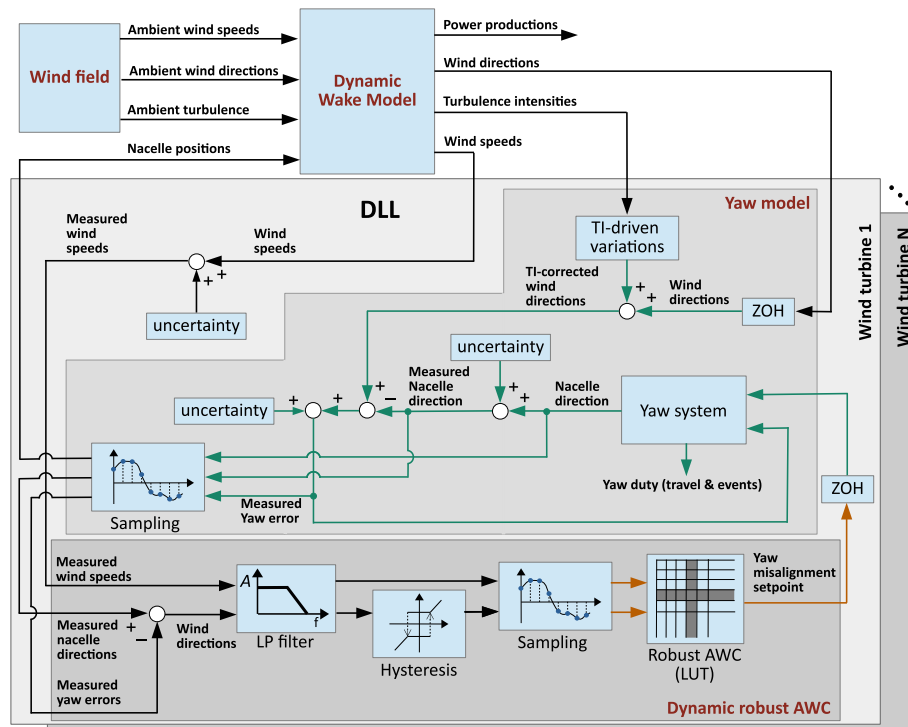 Ambient wind speeds
Power productions
Wind field
Ambient wind directions
Dynamic
Wake Model
Wind directions
Ambient turbulence
Turbulence intensities
Nacelle positions
Wind speeds
DLL
Yaw model
Measured
wind
speeds
Wind
speeds
TI-driven
variations
Wind turbine 1
Wind turbine N
+
+
uncertainty
TI-corrected
wind
directions
+
+
Wind
directions
ZOH
uncertainty
+
Measured
Nacelle
direction
+
+
Nacelle
direction
Yaw system
uncertainty
+
+
−
Yaw duty (travel & events)
ZOH
Sampling
Measured
Yaw error
Measured
wind speeds
A
f
LP filter
Hysteresis
Sampling
Robust AWC
(LUT)
Yaw
misalignment
setpoint
+
−
Measured
nacelle
directions
Wind
directions
Measured
yaw errors
Dynamic robust AWC